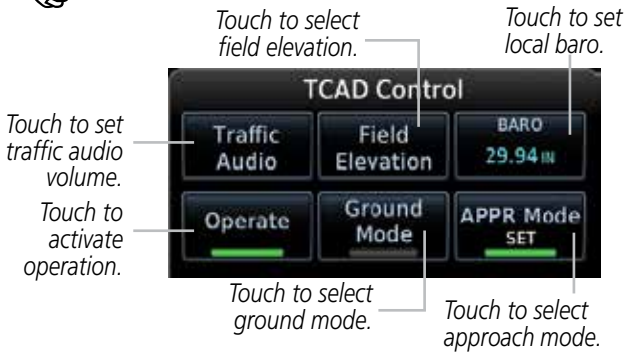 Touch to select
field elevation.
Touch to set
local baro.
TCAD Control
Touch to set
traffic audio
volume.
Traffic
Audio
Field
Elevation
BARO
29.94 IN
Touch to
activate
operation.
Operate
Ground
Mode
APPR Mode
SET
Touch to select
ground mode.
Touch to select
approach mode.